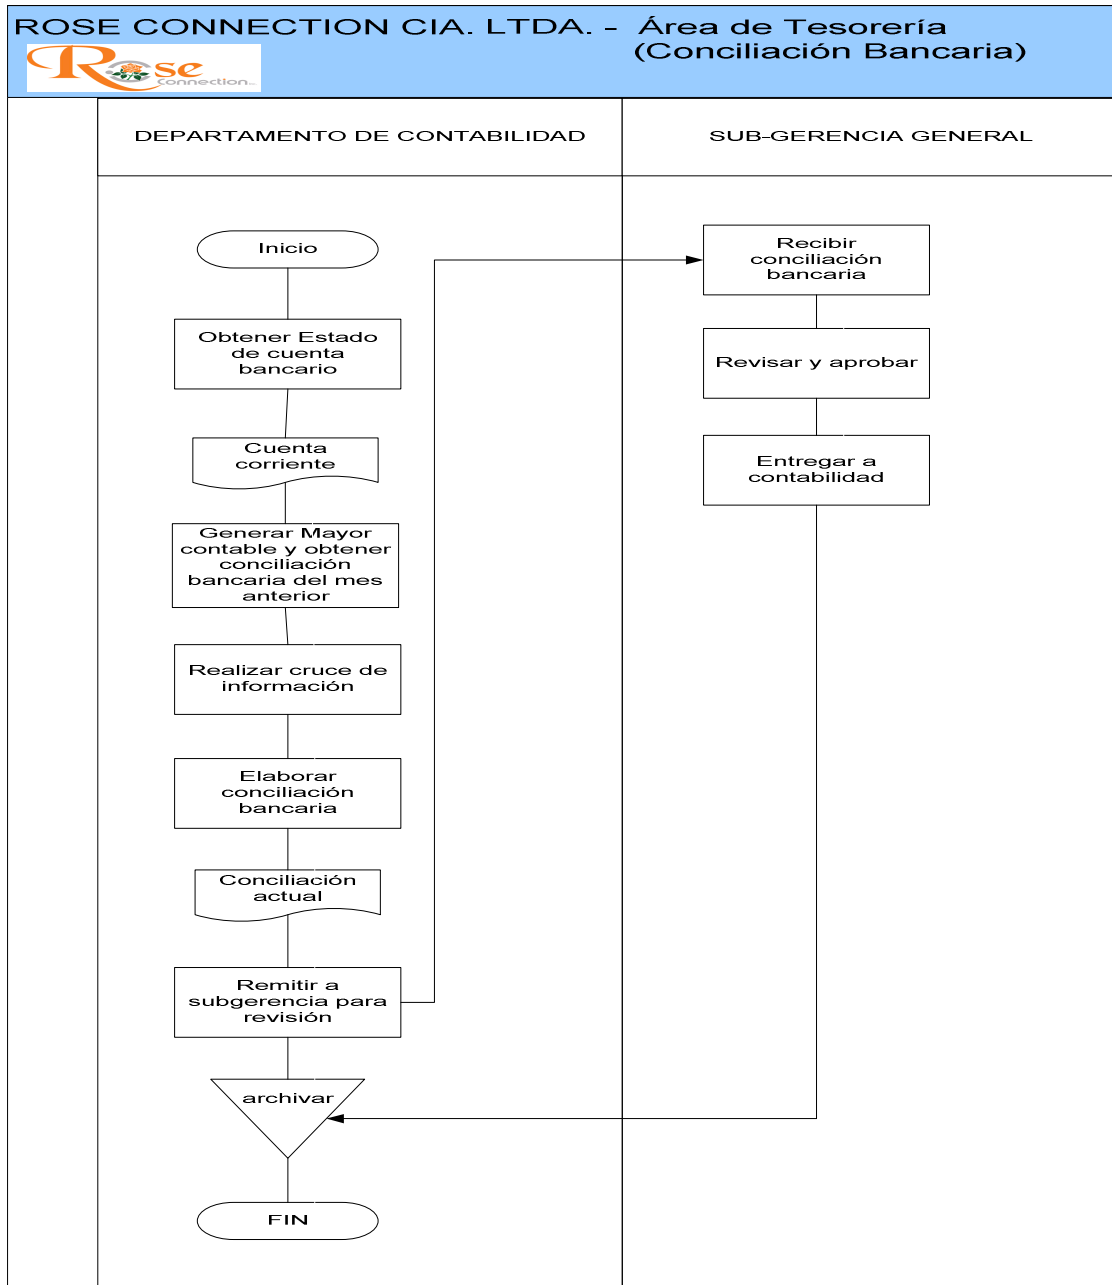 ROSE CONNECTION CIA. LTDA. - Área de Tesorería
(Conciliación Bancaria)
Rose
Connection
DEPARTAMENTO DE CONTABILIDAD
SUB-GERENCIA GENERAL
Inicio
Obtener Estado
de cuenta
bancario
Cuenta
corriente
Generar Mayor
contable y obtener
conciliación
bancaria del mes
anterior
Realizar cruce de
información
Elaborar
conciliación
bancaria
Conciliación
actual
Remitir a
subgerencia para
revisión
archivar
FIN
Recibir
conciliación
bancaria
Revisar y aprobar
Entregar a
contabilidad